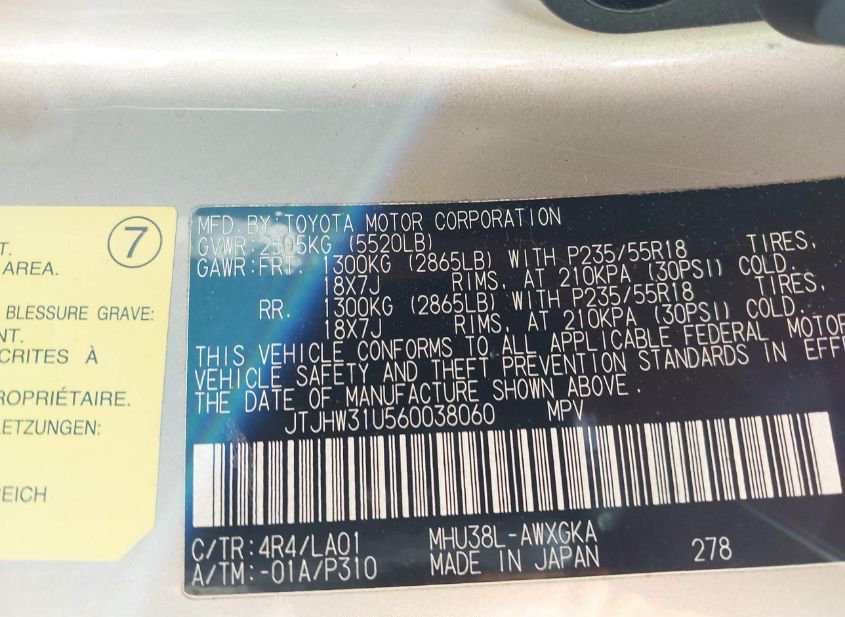 7
T.
AREA.
BLESSURE GRAVE:
NT.
CRITES À
ROPRIÉTAIRE.
LETZUNGEN:
REICH
MFD. BY: TOYOTA MOTOR CORPORATION
GVWR: 2505KG (5520LB)
GAWR: FRT. 1300KG (2865LB) WITH P235/55R18 TIRES,
18X7J RIMS, AT 210KPA (30PSI) COLD.
RR. 1300KG (2865LB) WITH P235/55R18 TIRES,
18X7J RIMS, AT 210KPA (30PSI) COLD.
THIS VEHICLE CONFORMS TO ALL APPLICABLE FEDERAL MOTOR
VEHICLE SAFETY AND THEFT PREVENTION STANDARDS IN EFFE
THE DATE OF MANUFACTURE SHOWN ABOVE.
JTJHW31U560038060 MPV
C/TR: 4R4/LA01 MHU38L-AWXGKA
A/TM: -01A/P310 MADE IN JAPAN 278